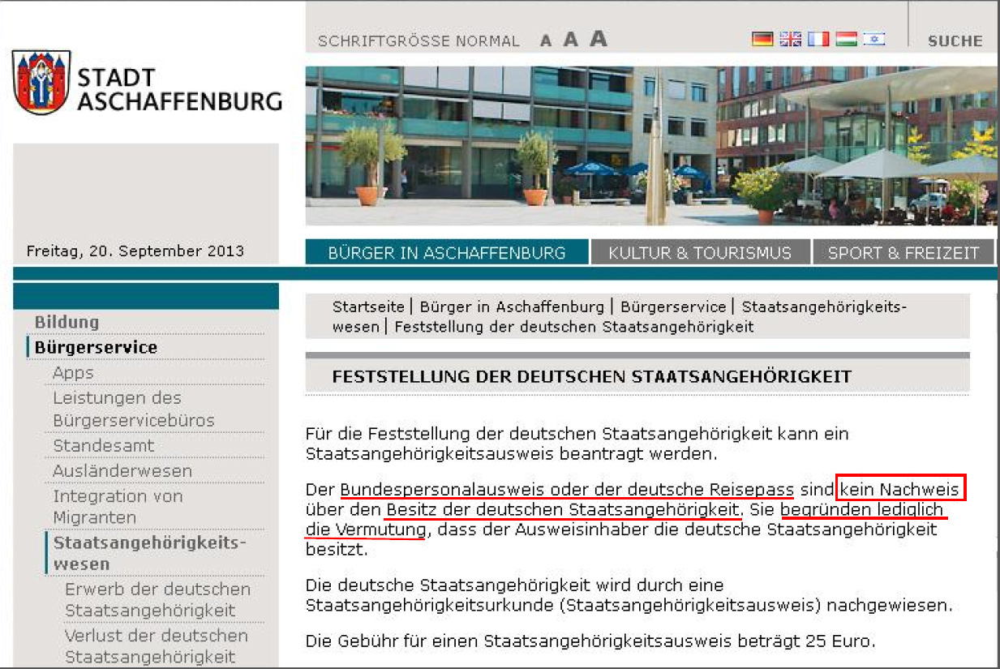 SCHRIFTGRÖSSE NORMAL A A A
SUCHE
STADT
ASCHAFFENBURG
Freitag, 20. September 2013
BÜRGER IN ASCHAFFENBURG
KULTUR & TOURISMUS
SPORT & FREIZEIT
Bildung
Bürgerservice
Apps
Leistungen des
Bürgerservicebüros
Standesamt
Ausländerwesen
Integration von
Migranten
Staatsangehörigkeits-
wesen
Erwerb der deutschen
Staatsangehörigkeit
Verlust der deutschen
Staatsangehörigkeit
Startseite | Bürger in Aschaffenburg | Bürgerservice | Staatsangehörigkeits-
wesen | Feststellung der deutschen Staatsangehörigkeit
FESTSTELLUNG DER DEUTSCHEN STAATSANGEHÖRIGKEIT
Für die Feststellung der deutschen Staatsangehörigkeit kann ein
Staatsangehörigkeitsausweis beantragt werden.
Der Bundespersonalausweis oder der deutsche Reisepass sind kein Nachweis
über den Besitz der deutschen Staatsangehörigkeit. Sie begründen lediglich
die Vermutung, dass der Ausweisinhaber die deutsche Staatsangehörigkeit
besitzt.
Die deutsche Staatsangehörigkeit wird durch eine
Staatsangehörigkeitsurkunde (Staatsangehörigkeitsausweis) nachgewiesen.
Die Gebühr für einen Staatsangehörigkeitsausweis beträgt 25 Euro.